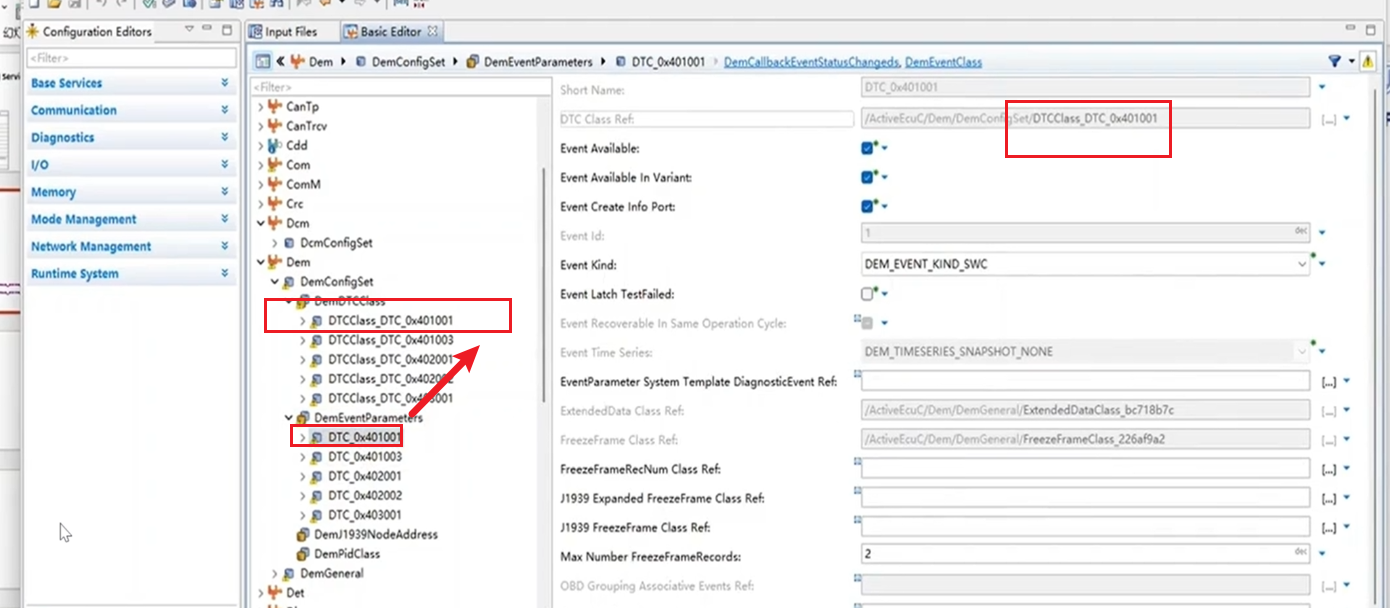 Configuration Editors
<Filter>
Base Services
Communication
Diagnostics
I/O
Memory
Mode Management
Network Management
Runtime System
Input Files
Basic Editor
Dem
DemConfigSet
DemEventParameters
DTC_0x401001
DemCallbackEventStatusChangeds, DemEventClass
<Filter>
CanTp
CanTrcv
Cdd
Com
ComM
Crc
Dcm
DcmConfigSet
Dem
DemConfigSet
DemDTCClass
DTCClass_DTC_0x401001
DTCClass_DTC_0x401003
DTCClass_DTC_0x402001
DTCClass_DTC_0x402002
DTCClass_DTC_0x403001
DemEventParameters
DTC_0x401001
DTC_0x401003
DTC_0x402001
DTC_0x402002
DTC_0x403001
DemJ1939NodeAddress
DemPidClass
DemGeneral
Det
Short Name: DTC_0x401001
DTC Class Ref: /ActiveEcuC/Dem/DemConfigSet/DTCClass_DTC_0x401001 [...]
Event Available:
Event Available In Variant:
Event Create Info Port:
Event Id: 1 dec
Event Kind: DEM_EVENT_KIND_SWC
Event Latch TestFailed:
Event Recoverable In Same Operation Cycle:
Event Time Series: DEM_TIMESERIES_SNAPSHOT_NONE
EventParameter System Template DiagnosticEvent Ref: [...]
ExtendedData Class Ref: /ActiveEcuC/Dem/DemGeneral/ExtendedDataClass_bc718b7c [...]
FreezeFrame Class Ref: /ActiveEcuC/Dem/DemGeneral/FreezeFrameClass_226af9a2 [...]
FreezeFrameRecNum Class Ref: [...]
J1939 Expanded FreezeFrame Class Ref: [...]
J1939 FreezeFrame Class Ref: [...]
Max Number FreezeFrameRecords: 2 dec
OBD Grouping Associative Events Ref: [...]